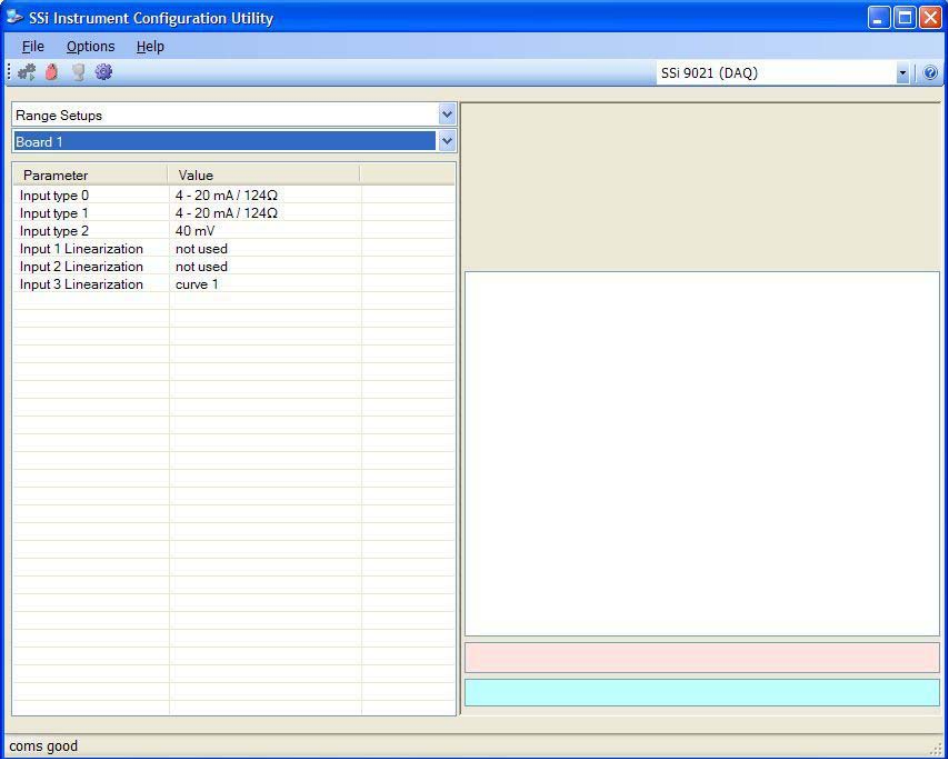 SSi Instrument Configuration Utility
File Options Help
SSi 9021 (DAQ)
Range Setups
Board 1
Parameter Value
Input type 0 4 - 20 mA / 124Ω
Input type 1 4 - 20 mA / 124Ω
Input type 2 40 mV
Input 1 Linearization not used
Input 2 Linearization not used
Input 3 Linearization curve 1
coms good